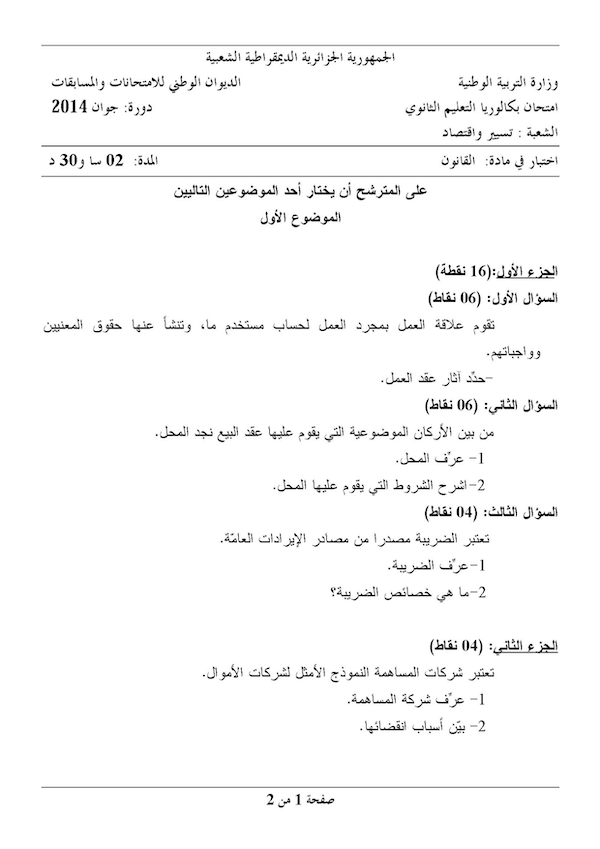 الجمهورية الجزائرية الديمقراطية الشعبية
وزارة التربية الوطنية الديوان الوطني للامتحانات والمسابقات
امتحان بكالوريا التعليم الثانوي دورة: جوان 2014
الشعبة : تسيير واقتصاد
اختبار في مادة: القانون المدة: 02 سا و30 د
على المترشح أن يختار أحد الموضوعين التاليين
الموضوع الأول
الجزء الأول:(16 نقطة)
السؤال الأول: (06 نقاط)
تقوم علاقة العمل بمجرد العمل لحساب مستخدم ما، وتنشأ عنها حقوق المعنيين
وواجباتهم.
-حدّد آثار عقد العمل.
السؤال الثاني: (06 نقاط)
من بين الأركان الموضوعية التي يقوم عليها عقد البيع نجد المحل.
1- عرِّف المحل.
2-اشرح الشروط التي يقوم عليها المحل.
السؤال الثالث: (04 نقاط)
تعتبر الضريبة مصدرا من مصادر الإيرادات العامّة.
1-عرِّف الضريبة.
2-ما هي خصائص الضريبة؟
الجزء الثاني: (04 نقاط)
تعتبر شركات المساهمة النموذج الأمثل لشركات الأموال.
1- عرِّف شركة المساهمة.
2- بيّن أسباب انقضائها.
صفحة 1 من 2